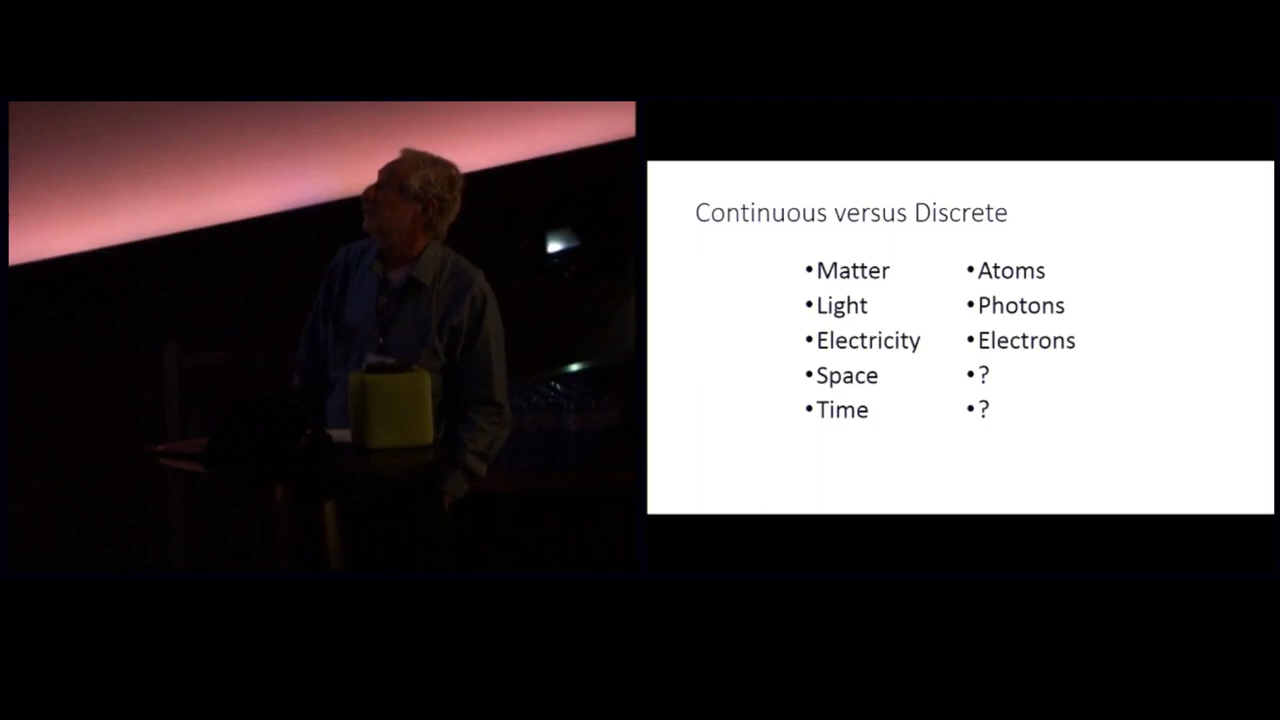 Continuous versus Discrete
•Matter •Atoms
•Light •Photons
•Electricity •Electrons
•Space •?
•Time •?